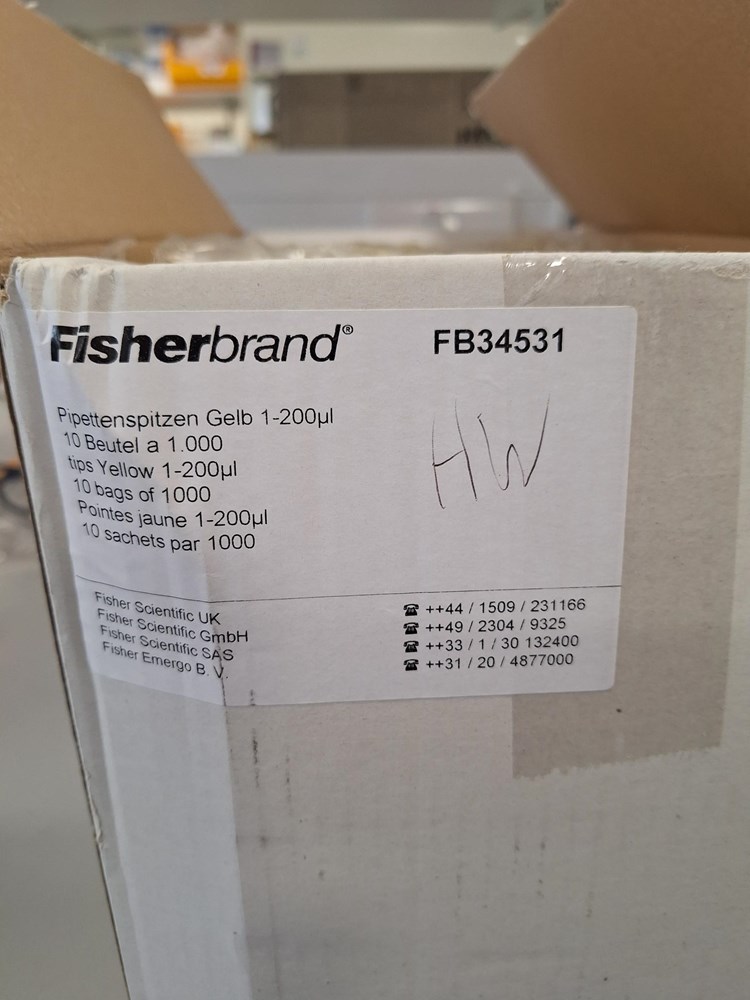 Fisherbrand® FB34531
Pipettenspitzen Gelb 1-200µl
10 Beutel a 1.000
tips Yellow 1-200µl
10 bags of 1000
Pointes jaune 1-200µl
10 sachets par 1000
HW
Fisher Scientific UK ☎ ++44 / 1509 / 231166
Fisher Scientific GmbH ☎ ++49 / 2304 / 9325
Fisher Scientific SAS ☎ ++33 / 1 / 30 132400
Fisher Emergo B. V. ☎ ++31 / 20 / 4877000